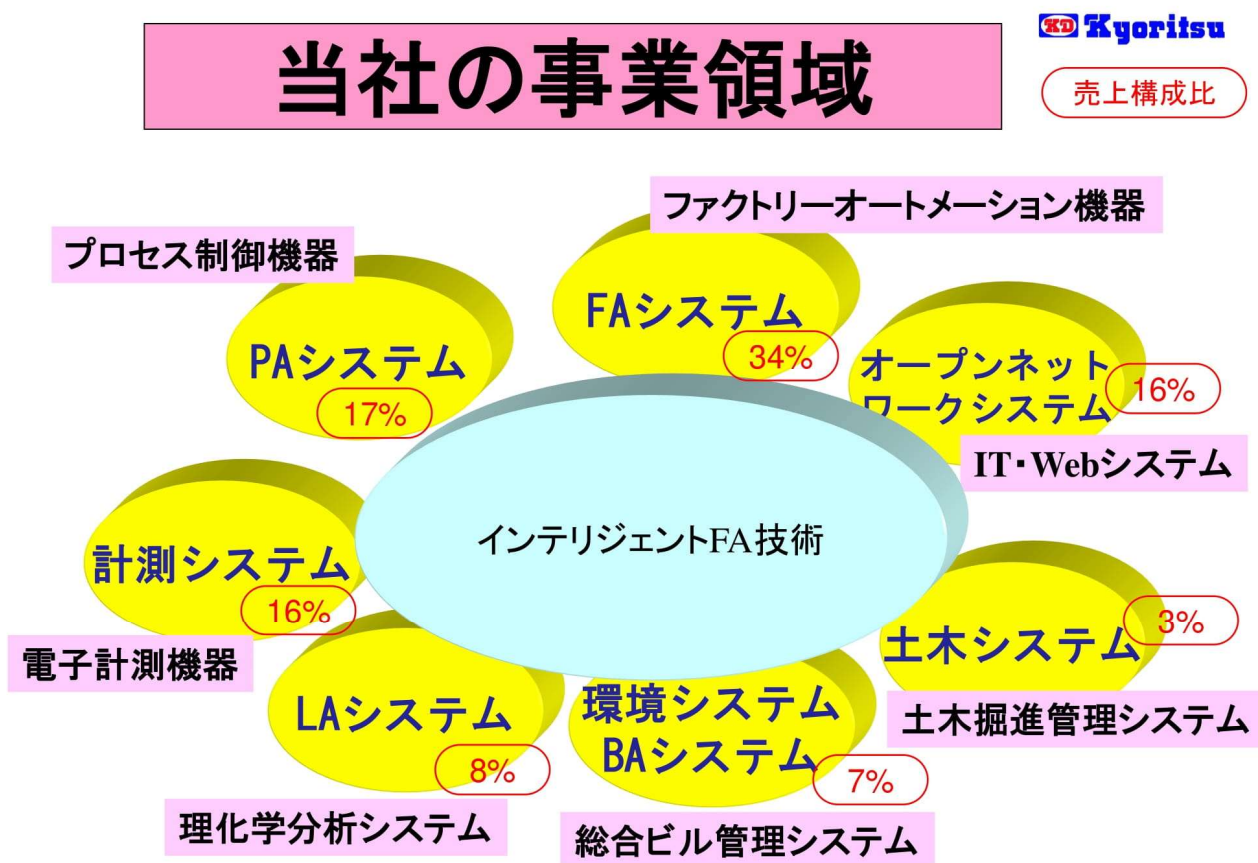 当社の事業領域
KD Kyoritsu
売上構成比
ファクトリーオートメーション機器
プロセス制御機器
FAシステム
34%
PAシステム
17%
オープンネット
ワークシステム
16%
IT・Webシステム
インテリジェントFA技術
計測システム
16%
電子計測機器
土木システム
3%
土木掘進管理システム
LAシステム
8%
理化学分析システム
環境システム
BAシステム
7%
総合ビル管理システム